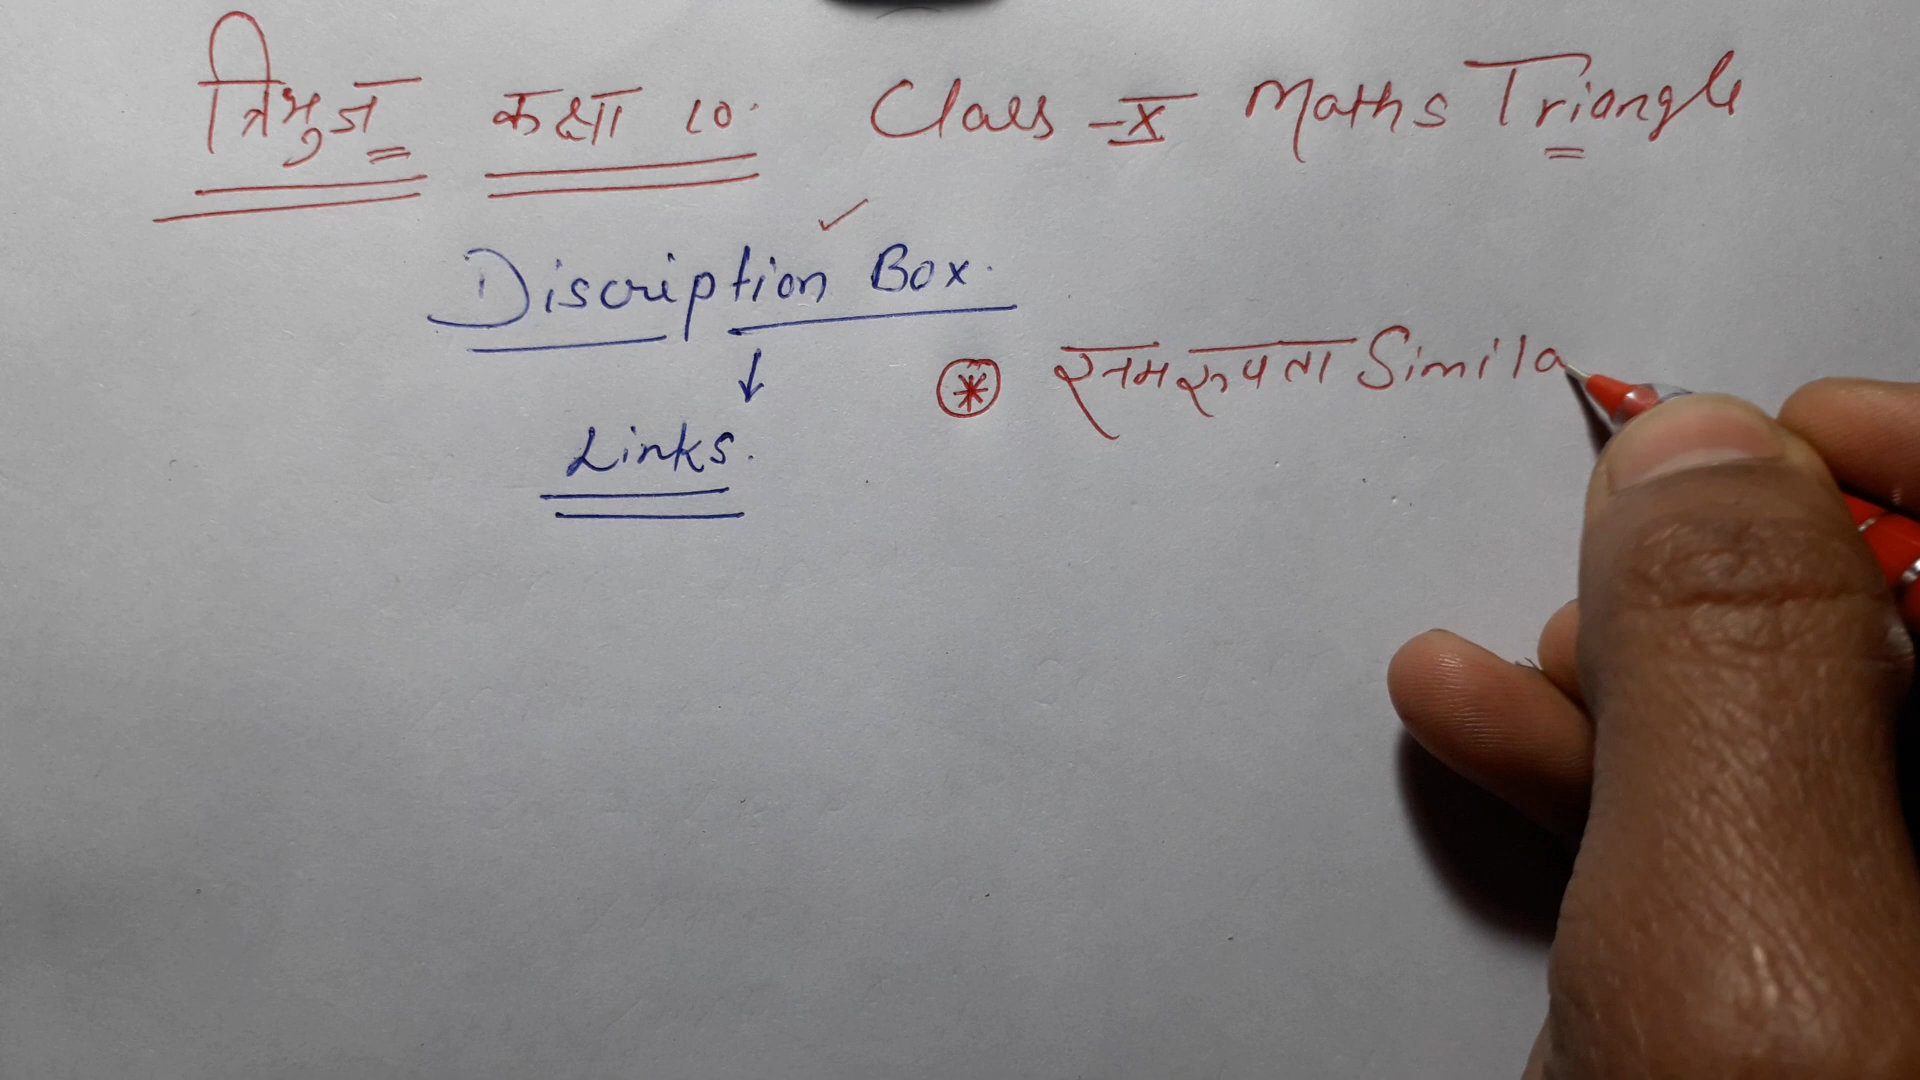 त्रिभुज कक्षा 10. Class -X Maths Triangle
Discription Box.
समरूपता Simila
Links.